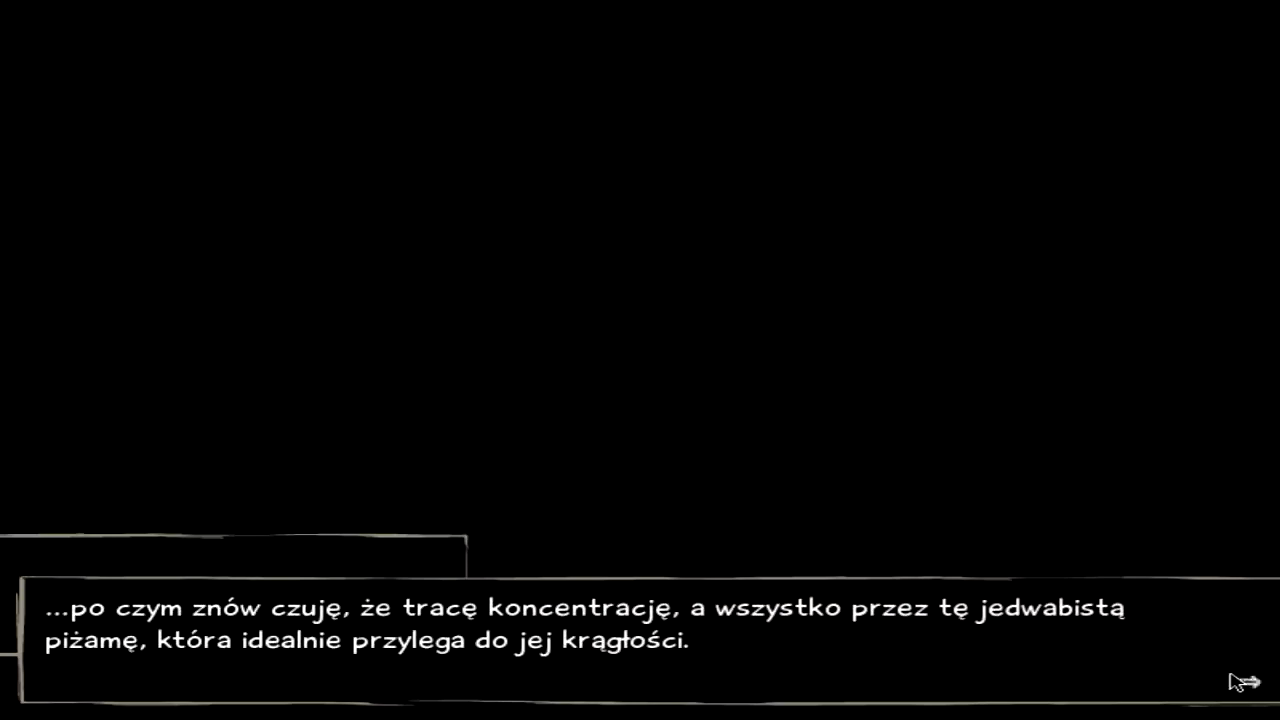 ...po czym znów czuję, że tracę koncentrację, a wszystko przez tę jedwabistą
piżamę, która idealnie przylega do jej krągłości.